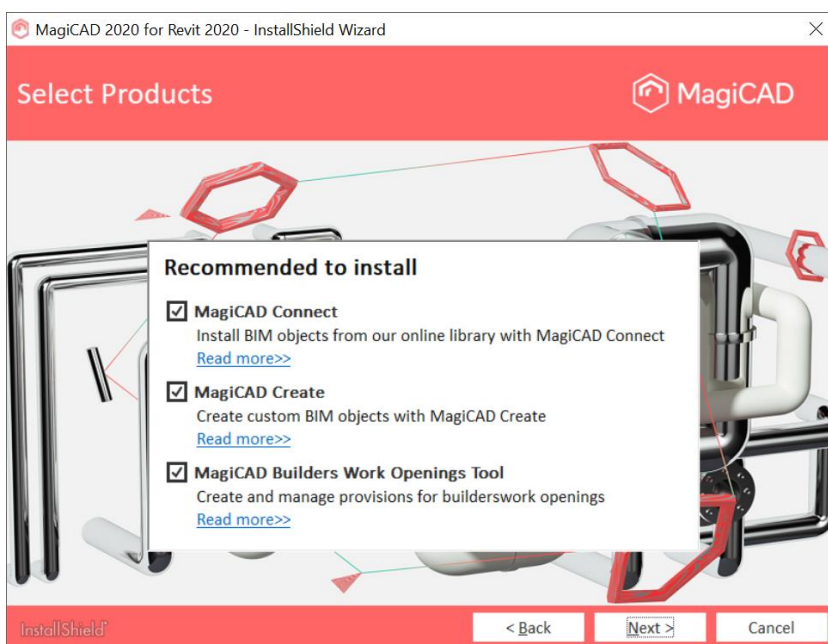 MagiCAD 2020 for Revit 2020 - InstallShield Wizard
Select Products
MagiCAD
Recommended to install
MagiCAD Connect
Install BIM objects from our online library with MagiCAD Connect
Read more>>
MagiCAD Create
Create custom BIM objects with MagiCAD Create
Read more>>
MagiCAD Builders Work Openings Tool
Create and manage provisions for builderswork openings
Read more>>
InstallShield
< Back
Next >
Cancel